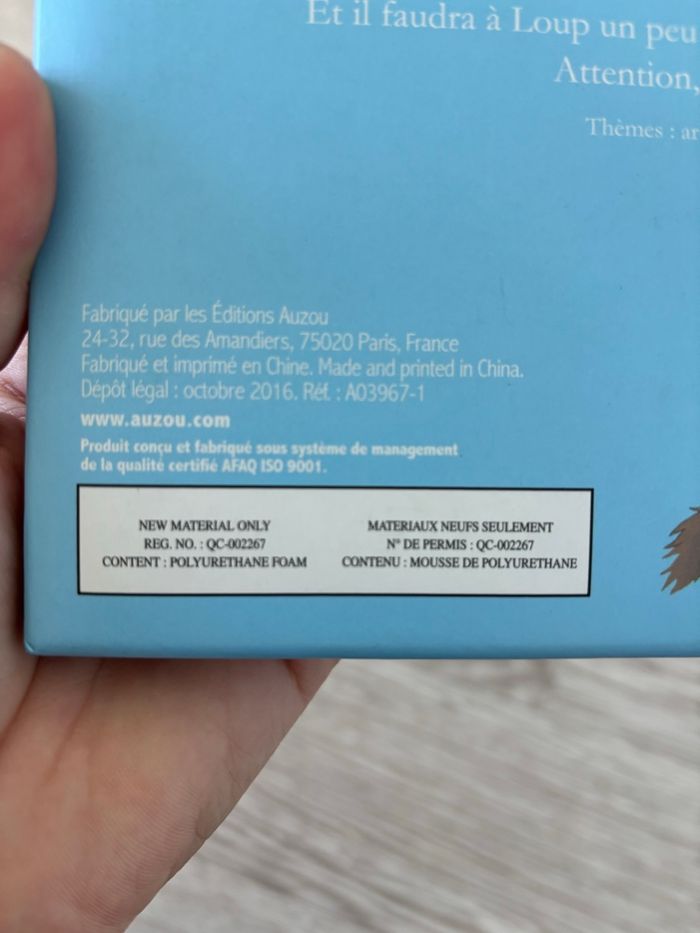 Et il faudra à Loup un peu
Attention,
Thèmes :
Fabriqué par les Éditions Auzou
24-32, rue des Amandiers, 75020 Paris, France
Fabriqué et imprimé en Chine. Made and printed in China.
Dépôt légal : octobre 2016. Réf. : A03967-1
www.auzou.com
Produit conçu et fabriqué sous système de management
de la qualité certifié AFAQ ISO 9001.
NEW MATERIAL ONLY
REG. NO. : QC-002267
CONTENT : POLYURETHANE FOAM
MATERIAUX NEUFS SEULEMENT
N° DE PERMIS : QC-002267
CONTENU : MOUSSE DE POLYURETHANE